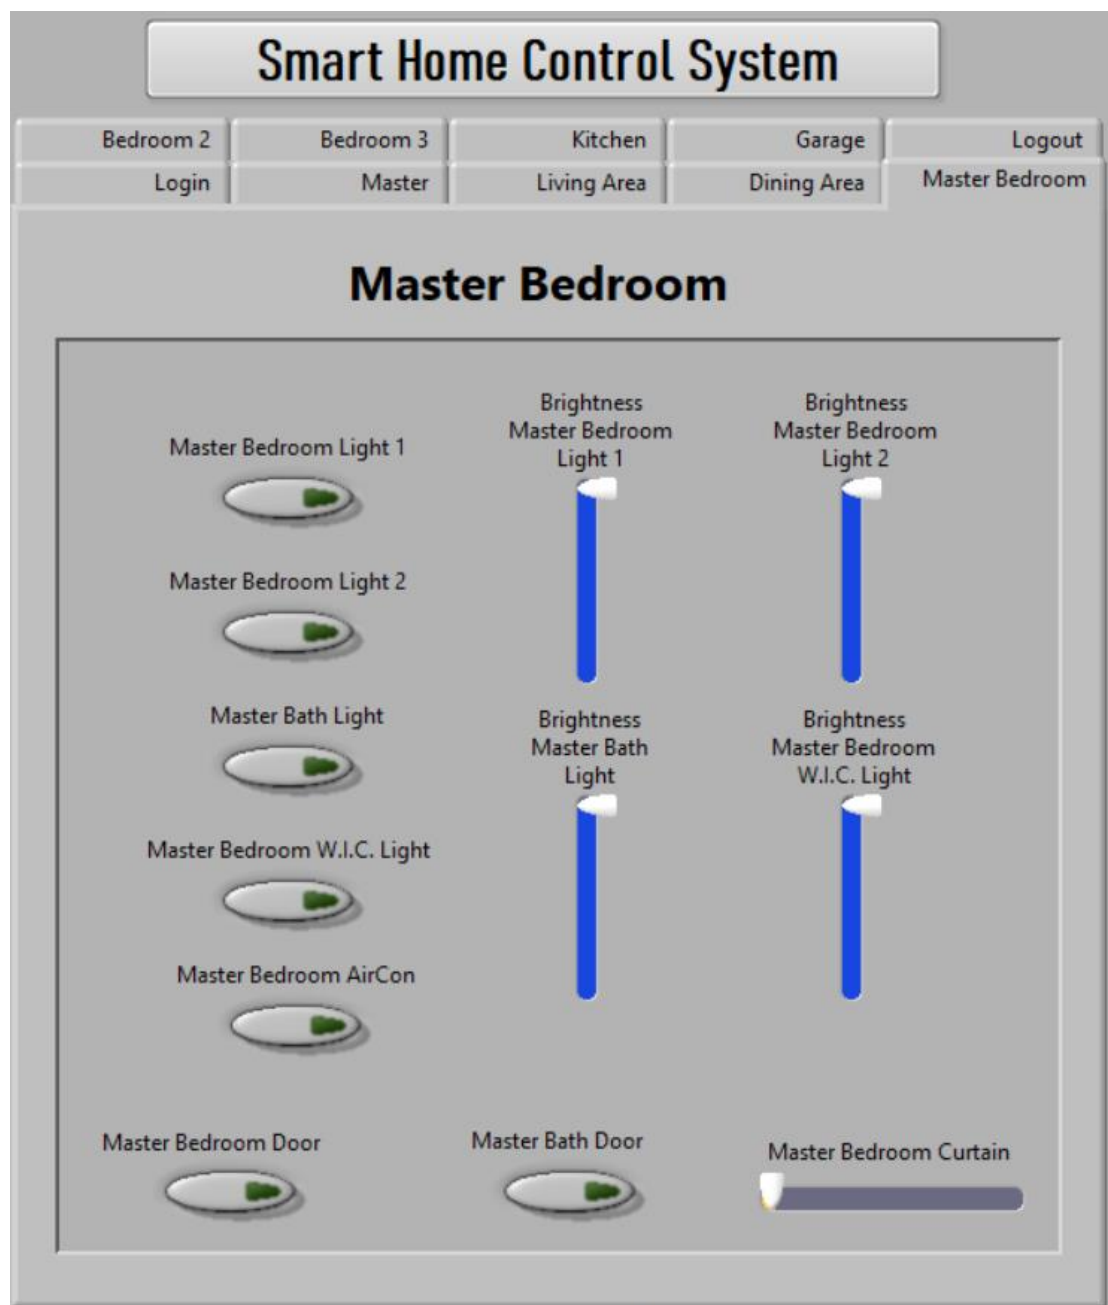 Smart Home Control System
Bedroom 2
Bedroom 3
Kitchen
Garage
Logout
Login
Master
Living Area
Dining Area
Master Bedroom
Master Bedroom
Master Bedroom Light 1
Brightness
Master Bedroom
Light 1
Brightness
Master Bedroom
Light 2
Master Bedroom Light 2
Master Bath Light
Brightness
Master Bath
Light
Brightness
Master Bedroom
W.I.C. Light
Master Bedroom W.I.C. Light
Master Bedroom AirCon
Master Bedroom Door
Master Bath Door
Master Bedroom Curtain